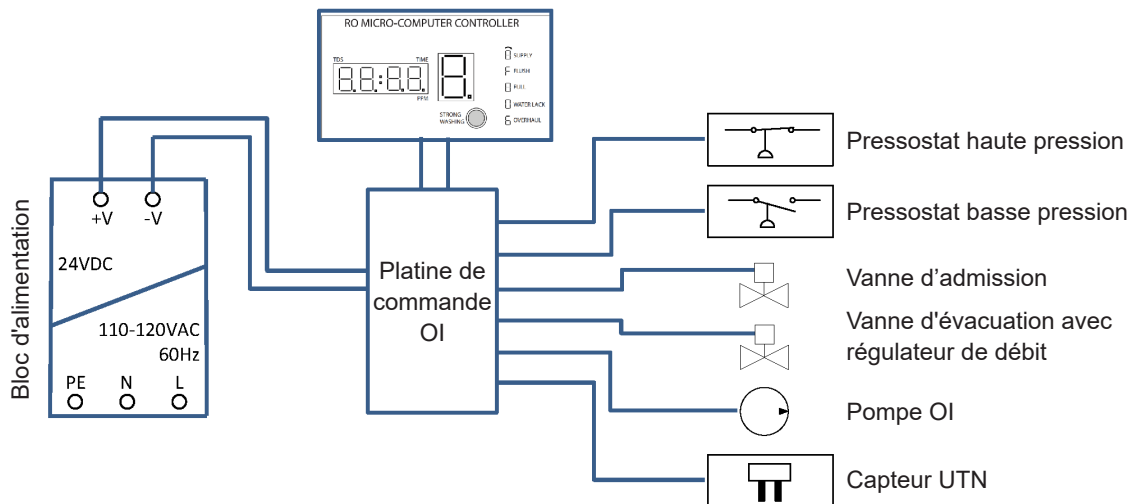 RO MICRO-COMPUTER CONTROLLER
TDS TIME
PPM
STRONG
WASHING
SUPPLY
FLUSH
FULL
WATER LACK
OVERHAUL
Bloc d'alimentation
+V -V
24VDC
110-120VAC
60Hz
PE N L
Platine de
commande
OI
Pressostat haute pression
Pressostat basse pression
Vanne d’admission
Vanne d'évacuation avec
régulateur de débit
Pompe OI
Capteur UTN